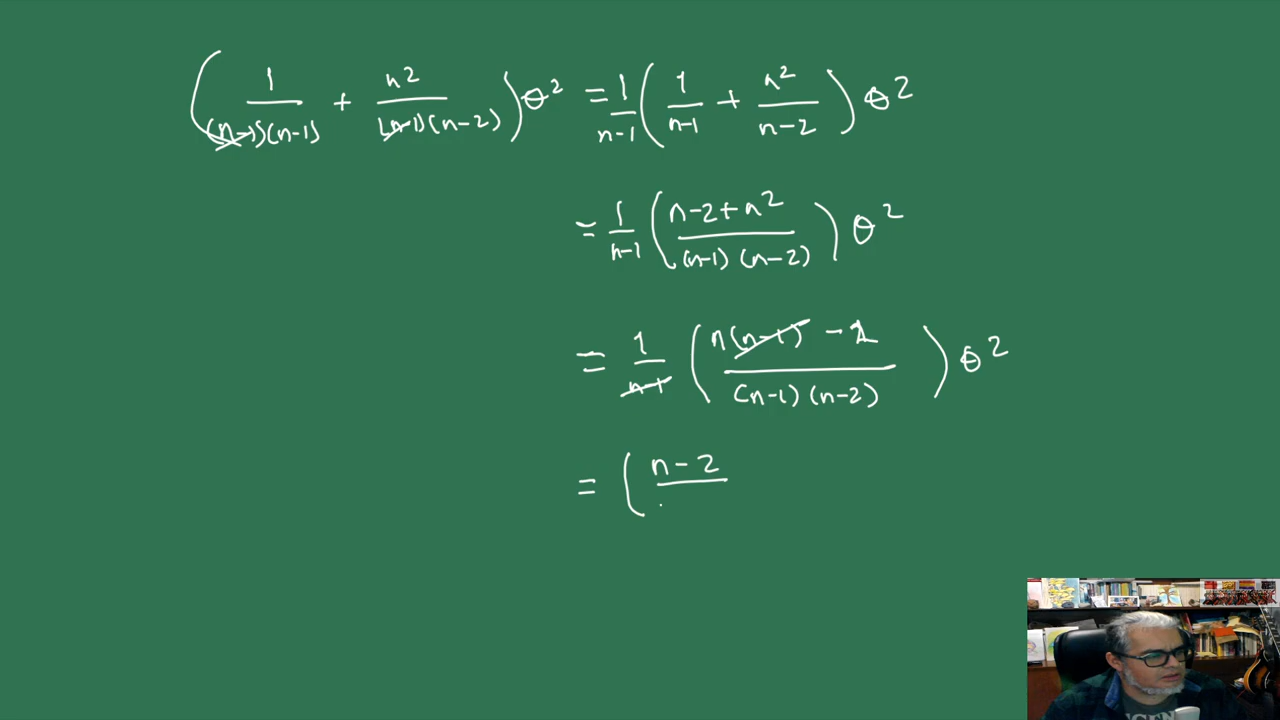 (1/((n-1)(n-1)) + n²/((n-1)(n-2)))θ² = 1/(n-1) (1/(n-1) + n²/(n-2)) θ²
= 1/(n-1) ((n-2+n²)/((n-1)(n-2))) θ²
= 1/(n-1) ((n(n-1) - 2)/((n-1)(n-2))) θ²
= ( n-2